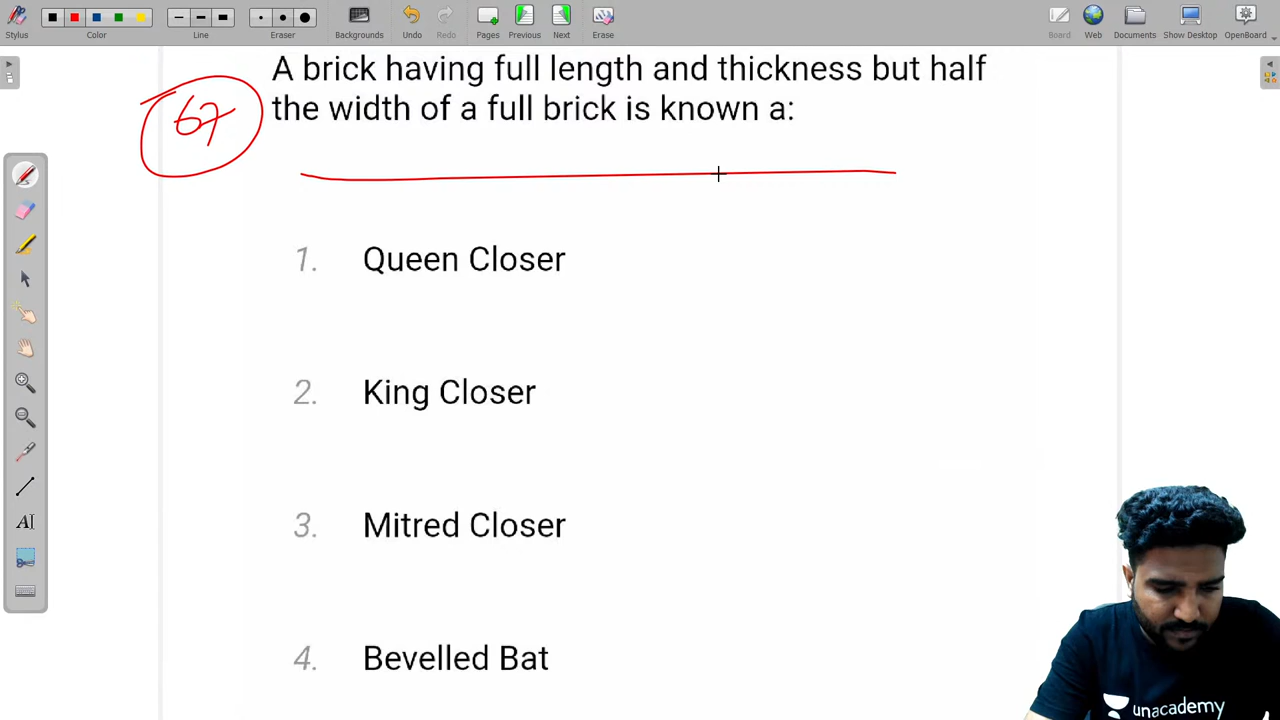 Stylus
Color
Line
Eraser
Backgrounds
Undo
Redo
Pages
Previous
Next
Erase
Board
Web
Documents
Show Desktop
OpenBoard
67
A brick having full length and thickness but half
the width of a full brick is known a:
1. Queen Closer
2. King Closer
3. Mitred Closer
4. Bevelled Bat
AI
unacademy